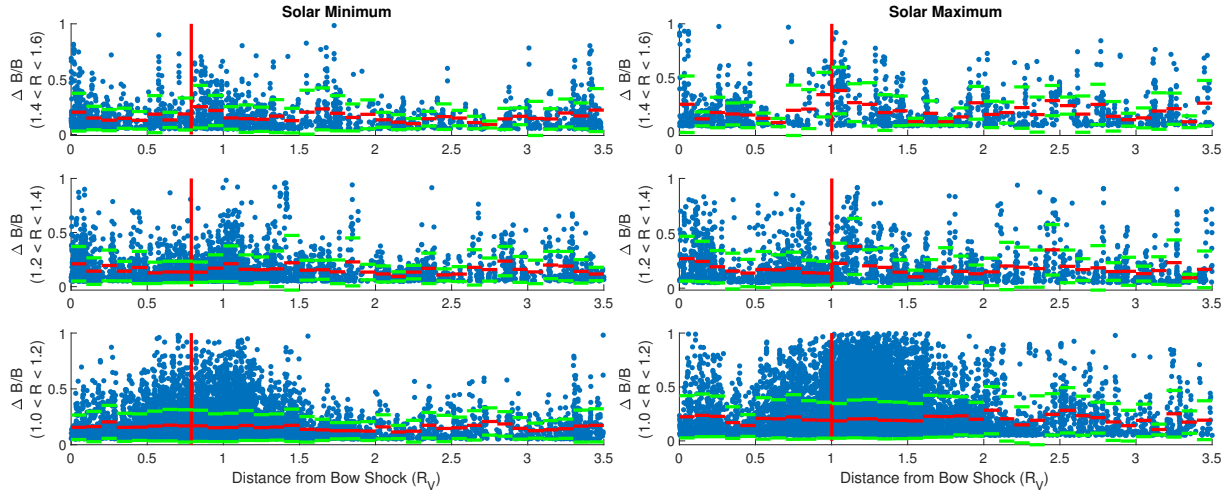 Solar Minimum
Δ B/B
(1.4 < R < 1.6)
1
0.5
0
0 0.5 1 1.5 2 2.5 3 3.5
Δ B/B
(1.2 < R < 1.4)
1
0.5
0
0 0.5 1 1.5 2 2.5 3 3.5
Δ B/B
(1.0 < R < 1.2)
1
0.5
0
0 0.5 1 1.5 2 2.5 3 3.5
Distance from Bow Shock (R_V)
Solar Maximum
Δ B/B
(1.4 < R < 1.6)
1
0.5
0
0 0.5 1 1.5 2 2.5 3 3.5
Δ B/B
(1.2 < R < 1.4)
1
0.5
0
0 0.5 1 1.5 2 2.5 3 3.5
Δ B/B
(1.0 < R < 1.2)
1
0.5
0
0 0.5 1 1.5 2 2.5 3 3.5
Distance from Bow Shock (R_V)